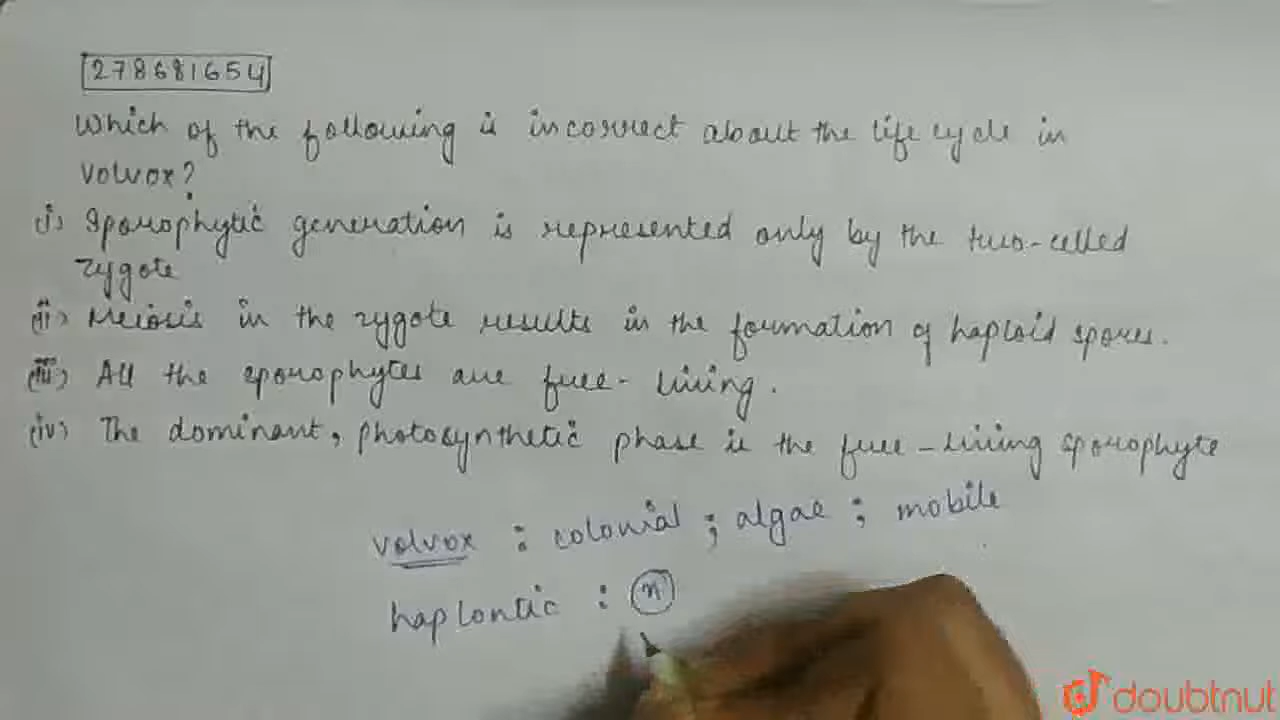 278681654
Which of the following is incorrect about the life cycle in
volvox?
(i) Sporophytic generation is represented only by the two-celled
zygote
(ii) Meiosis in the zygote results in the formation of haploid spores.
(iii) All the sporophytes are free-living.
(iv) The dominant, photosynthetic phase is the free-living sporophyte
volvox : colonial ; algae ; mobile
haplontic : n
doubtnut